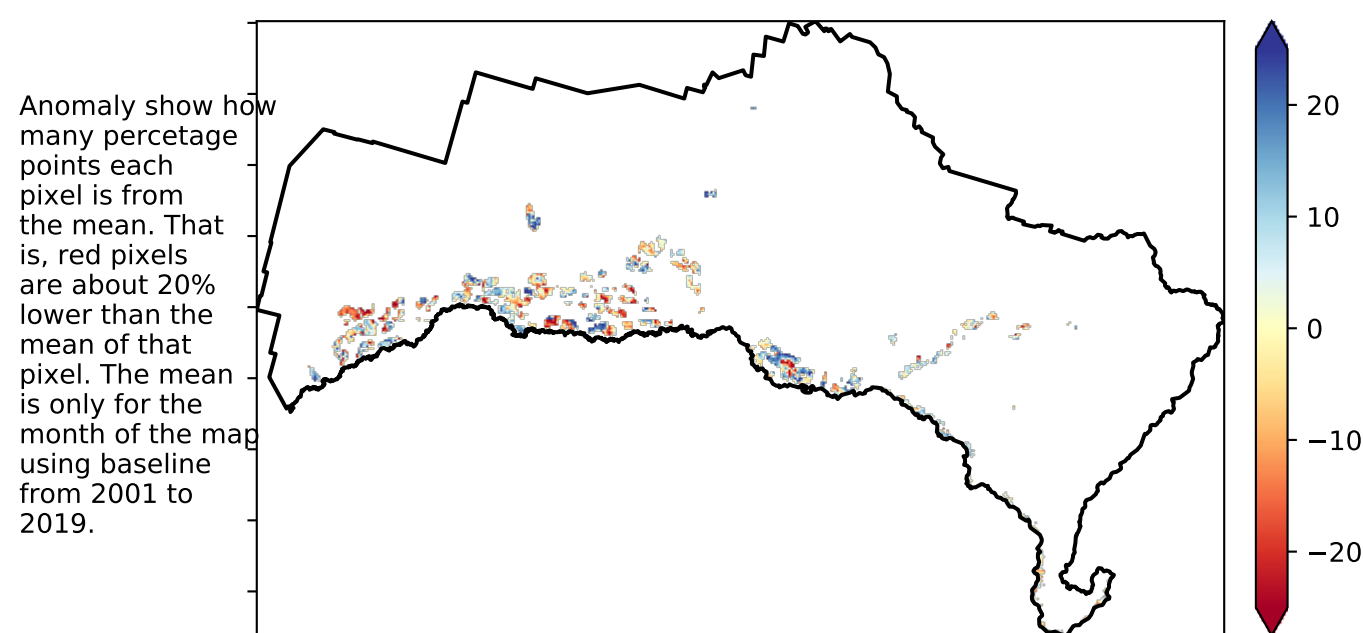 Anomaly show how
many percetage
points each
pixel is from
the mean. That
is, red pixels
are about 20%
lower than the
mean of that
pixel. The mean
is only for the
month of the map
using baseline
from 2001 to
2019.
20
10
0
−10
−20